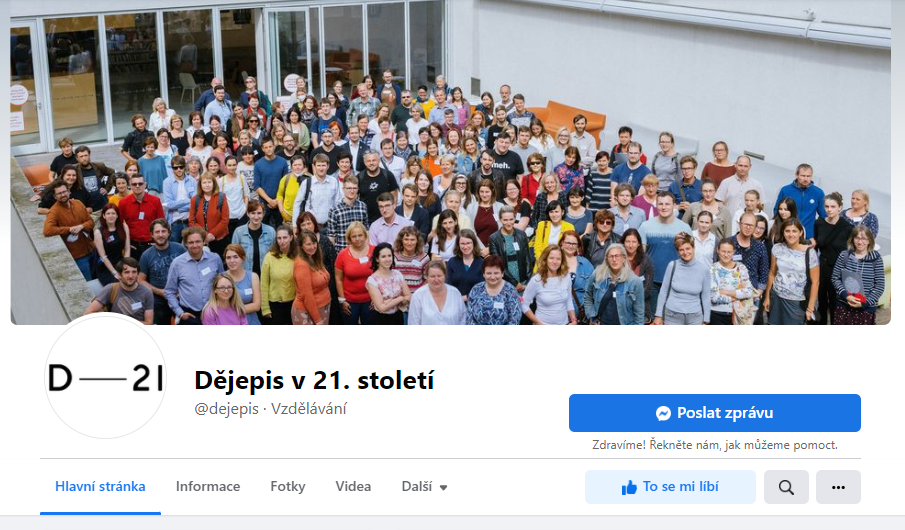 meh.
D—21
Dějepis v 21. století
@dejepis · Vzdělávání
Poslat zprávu
Zdravíme! Řekněte nám, jak můžeme pomoct.
Hlavní stránka
Informace
Fotky
Videa
Další
To se mi líbí